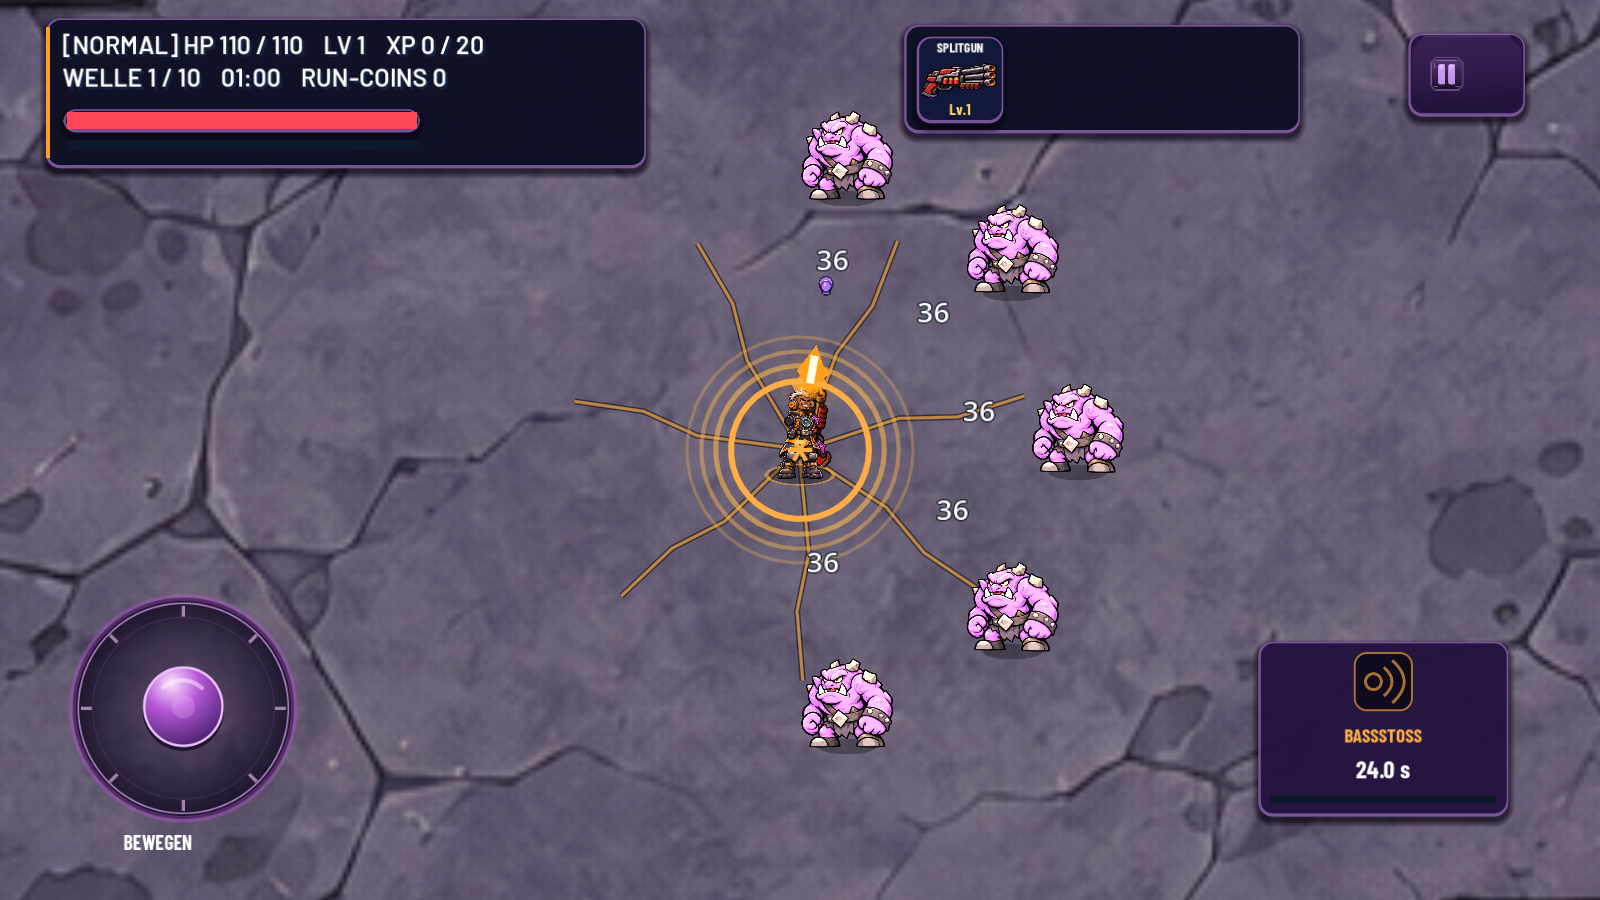 [NORMAL] HP 110 / 110 LV 1 XP 0 / 20
WELLE 1 / 10 01:00 RUN-COINS 0
SPLITGUN
Lv.1
36
36
36
36
36
BASSSTOSS
24.0 s
BEWEGEN